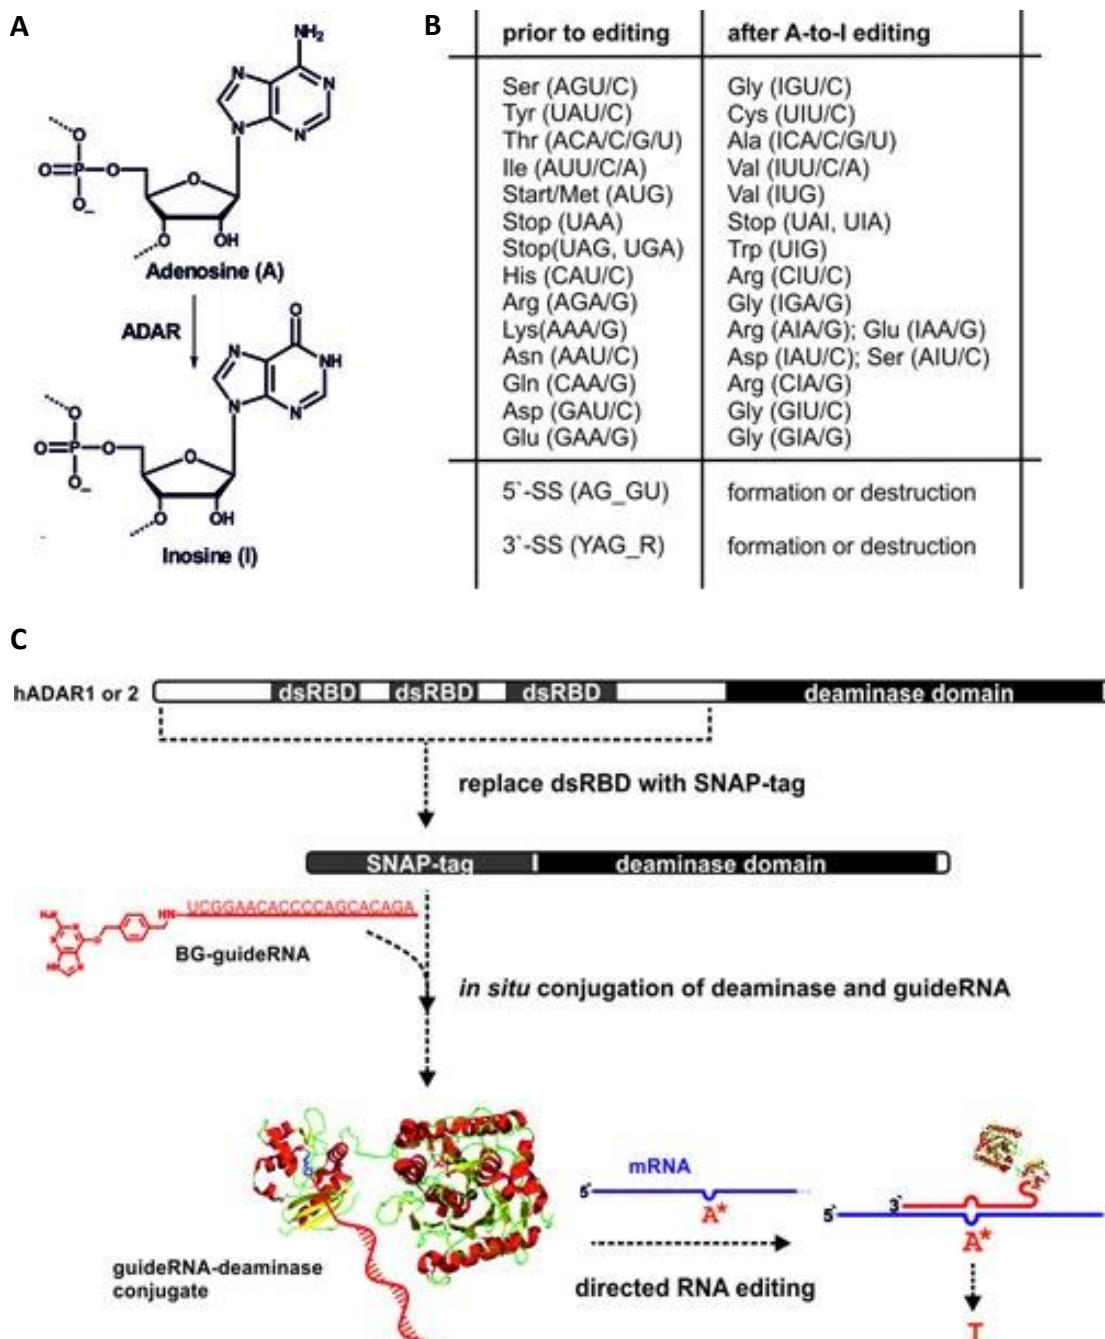 A
NH₂
N
N
N
N
O
O=P-O
O-
O
O
OH
Adenosine (A)
ADAR
O
N
NH
N
N
O
O=P-O
O-
O
O
OH
Inosine (I)
B
prior to editing after A-to-I editing
Ser (AGU/C) Gly (IGU/C)
Tyr (UAU/C) Cys (UIU/C)
Thr (ACA/C/G/U) Ala (ICA/C/G/U)
Ile (AUU/C/A) Val (IUU/C/A)
Start/Met (AUG) Val (IUG)
Stop (UAA) Stop (UAI, UIA)
Stop(UAG, UGA) Trp (UIG)
His (CAU/C) Arg (CIU/C)
Arg (AGA/G) Gly (IGA/G)
Lys(AAA/G) Arg (AIA/G); Glu (IAA/G)
Asn (AAU/C) Asp (IAU/C); Ser (AIU/C)
Gln (CAA/G) Arg (CIA/G)
Asp (GAU/C) Gly (GIU/C)
Glu (GAA/G) Gly (GIA/G)
5`-SS (AG_GU) formation or destruction
3`-SS (YAG_R) formation or destruction
C
hADAR1 or 2 dsRBD dsRBD dsRBD deaminase domain
replace dsRBD with SNAP-tag
SNAP-tag deaminase domain
H₂N N N O N HN HN UCGGAACACCCCAGCACAGA
BG-guideRNA
in situ conjugation of deaminase and guideRNA
mRNA
5` A*
directed RNA editing
guideRNA-deaminase
conjugate
3`
5`
A*
I